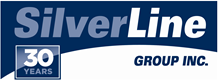 SilverLine
30
YEARS
GROUP INC.